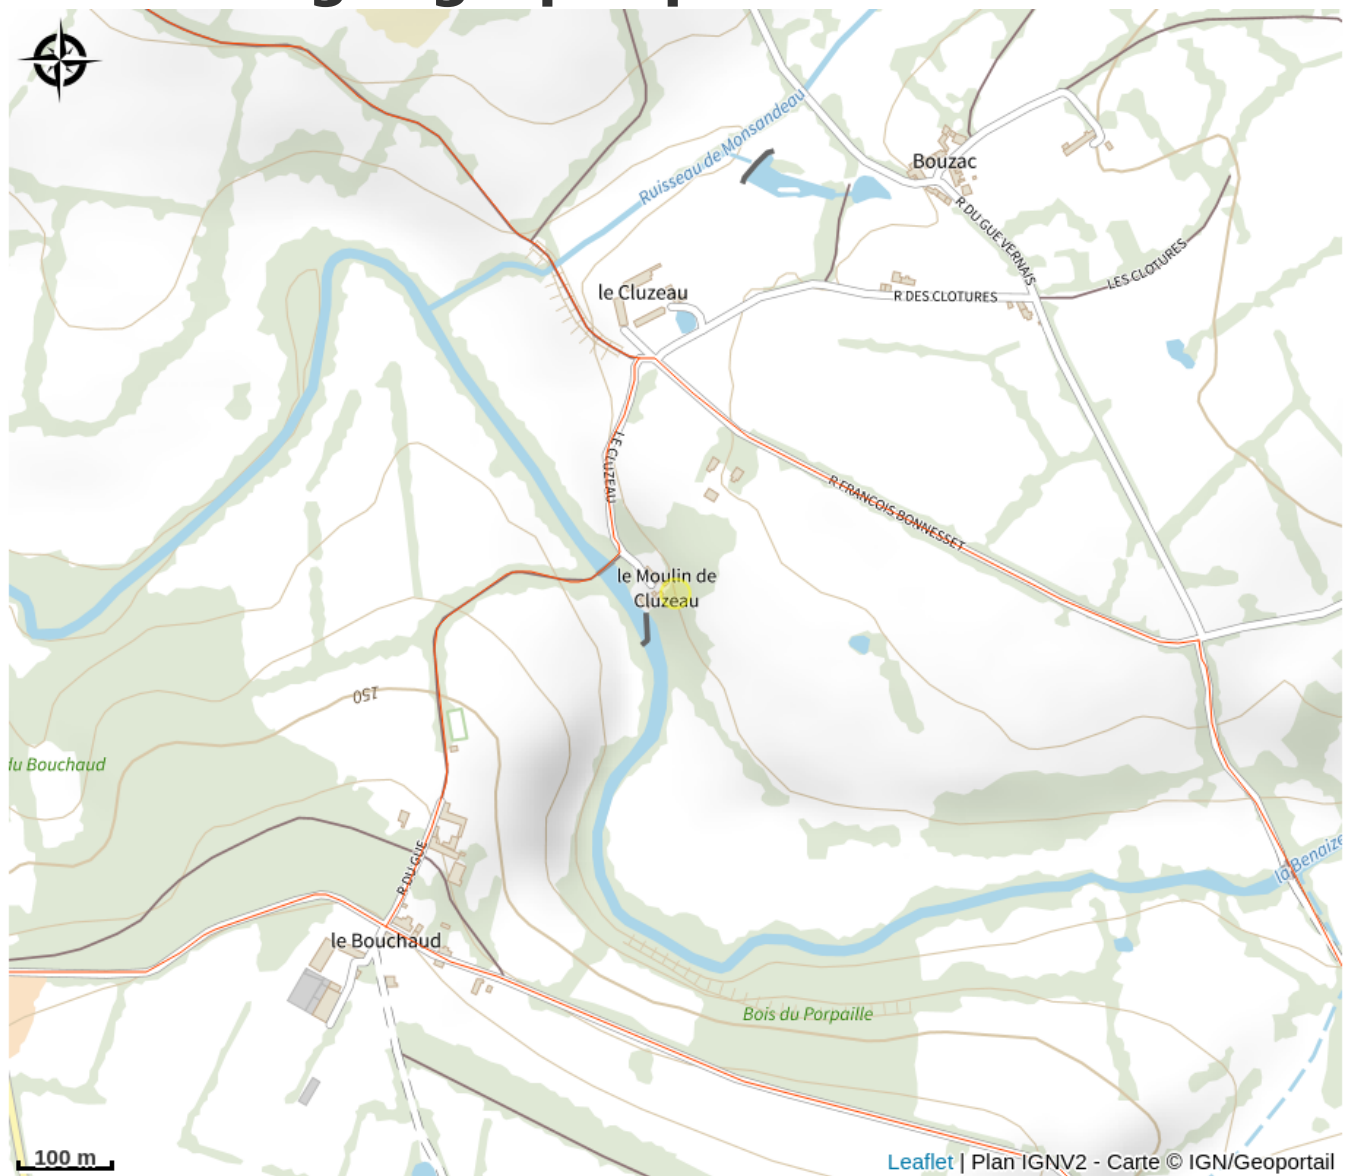 Ruisseau de Monsandeau
Bouzac
R DU GUE VERNAIS
LES CLOTURES
le Cluzeau
R DES CLOTURES
LE CLUZEAU
R FRANCOIS BONNESSET
le Moulin de
Cluzeau
150
du Bouchaud
R DU GUE
la Benaize
le Bouchaud
Bois du Porpaille
100 m
Leaflet | Plan IGNV2 - Carte © IGN/Geoportail